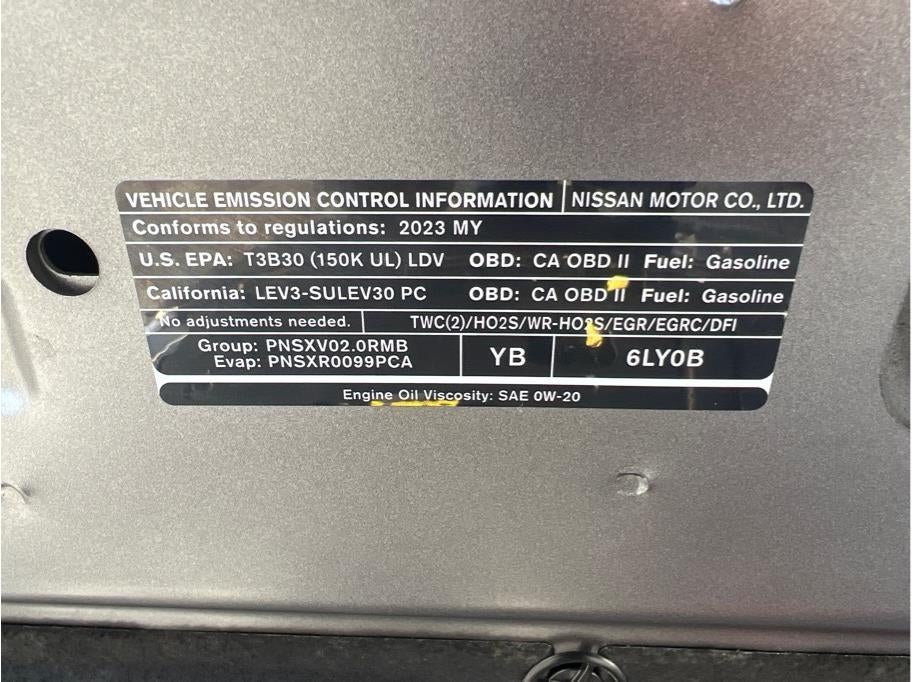 VEHICLE EMISSION CONTROL INFORMATION NISSAN MOTOR CO., LTD.
Conforms to regulations: 2023 MY
U.S. EPA: T3B30 (150K UL) LDV OBD: CA OBD II Fuel: Gasoline
California: LEV3-SULEV30 PC OBD: CA OBD II Fuel: Gasoline
No adjustments needed. TWC(2)/HO2S/WR-HO2S/EGR/EGRC/DFI
Group: PNSXV02.0RMB
Evap: PNSXR0099PCA
YB
6LY0B
Engine Oil Viscosity: SAE 0W-20